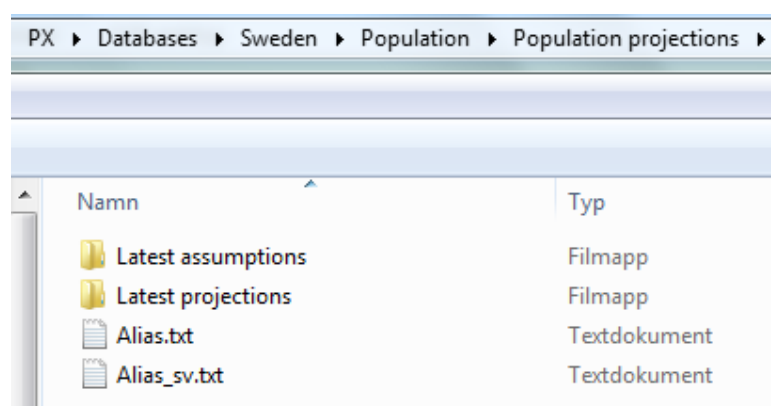 PX ▸ Databases ▸ Sweden ▸ Population ▸ Population projections ▸
Namn Typ
Latest assumptions Filmapp
Latest projections Filmapp
Alias.txt Textdokument
Alias_sv.txt Textdokument